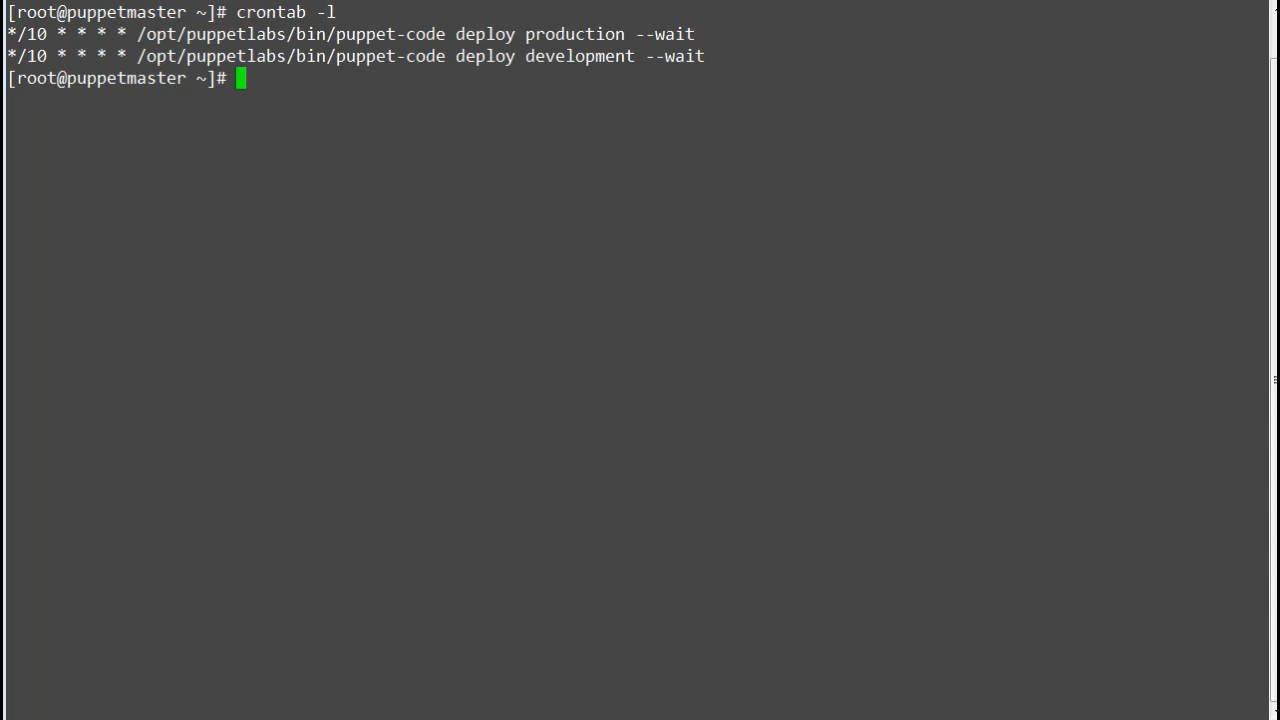 [root@puppetmaster ~]# crontab -l
*/10 * * * * /opt/puppetlabs/bin/puppet-code deploy production --wait
*/10 * * * * /opt/puppetlabs/bin/puppet-code deploy development --wait
[root@puppetmaster ~]#